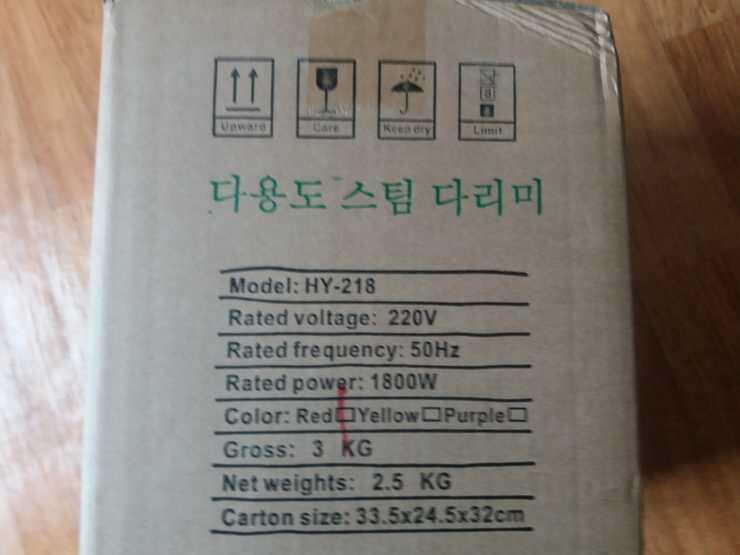 Upward Care Keep dry Limit
다용도 스팀 다리미
Model: HY-218
Rated voltage: 220V
Rated frequency: 50Hz
Rated power: 1800W
Color: Red□Yellow□Purple□
Gross: 3 KG
Net weights: 2.5 KG
Carton size: 33.5x24.5x32cm